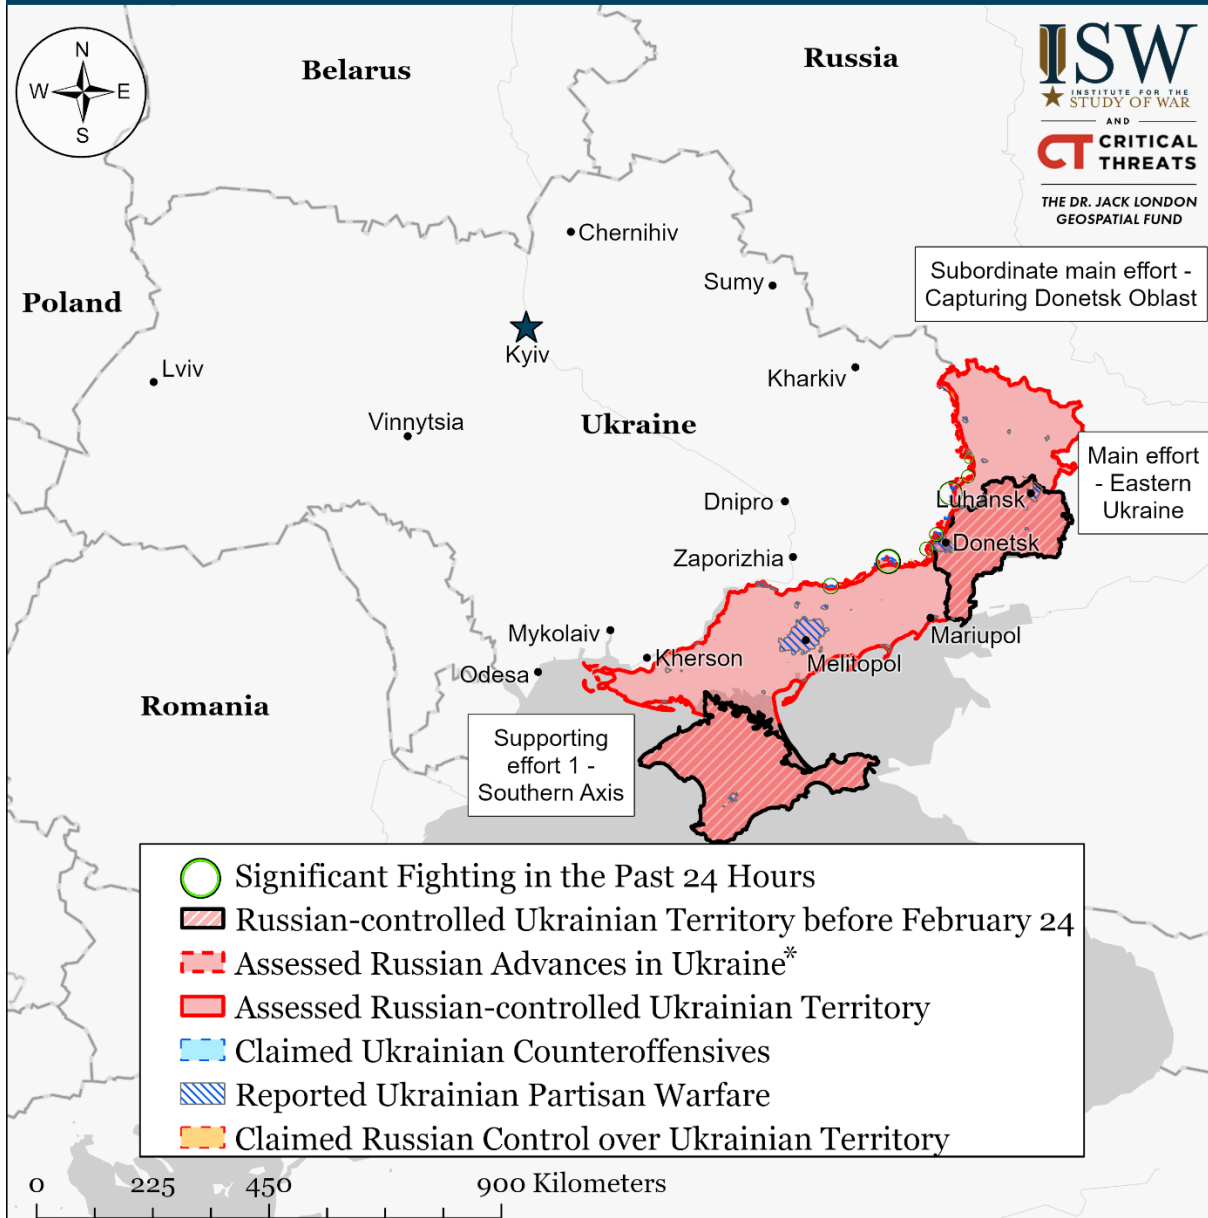 N
W
E
S
Belarus
Russia
ISW
INSTITUTE FOR THE
STUDY OF WAR
AND
CT CRITICAL
THREATS
THE DR. JACK LONDON
GEOSPATIAL FUND
Chernihiv
Subordinate main effort -
Capturing Donetsk Oblast
Sumy
Poland
Kyiv
Lviv
Kharkiv
Vinnytsia
Ukraine
Main effort
- Eastern
Ukraine
Luhansk
Dnipro
Donetsk
Zaporizhia
Mykolaiv
Mariupol
Kherson
Melitopol
Odesa
Romania
Supporting
effort 1 -
Southern Axis
Significant Fighting in the Past 24 Hours
Russian-controlled Ukrainian Territory before February 24
Assessed Russian Advances in Ukraine*
Assessed Russian-controlled Ukrainian Territory
Claimed Ukrainian Counteroffensives
Reported Ukrainian Partisan Warfare
Claimed Russian Control over Ukrainian Territory
0 225 450 900 Kilometers